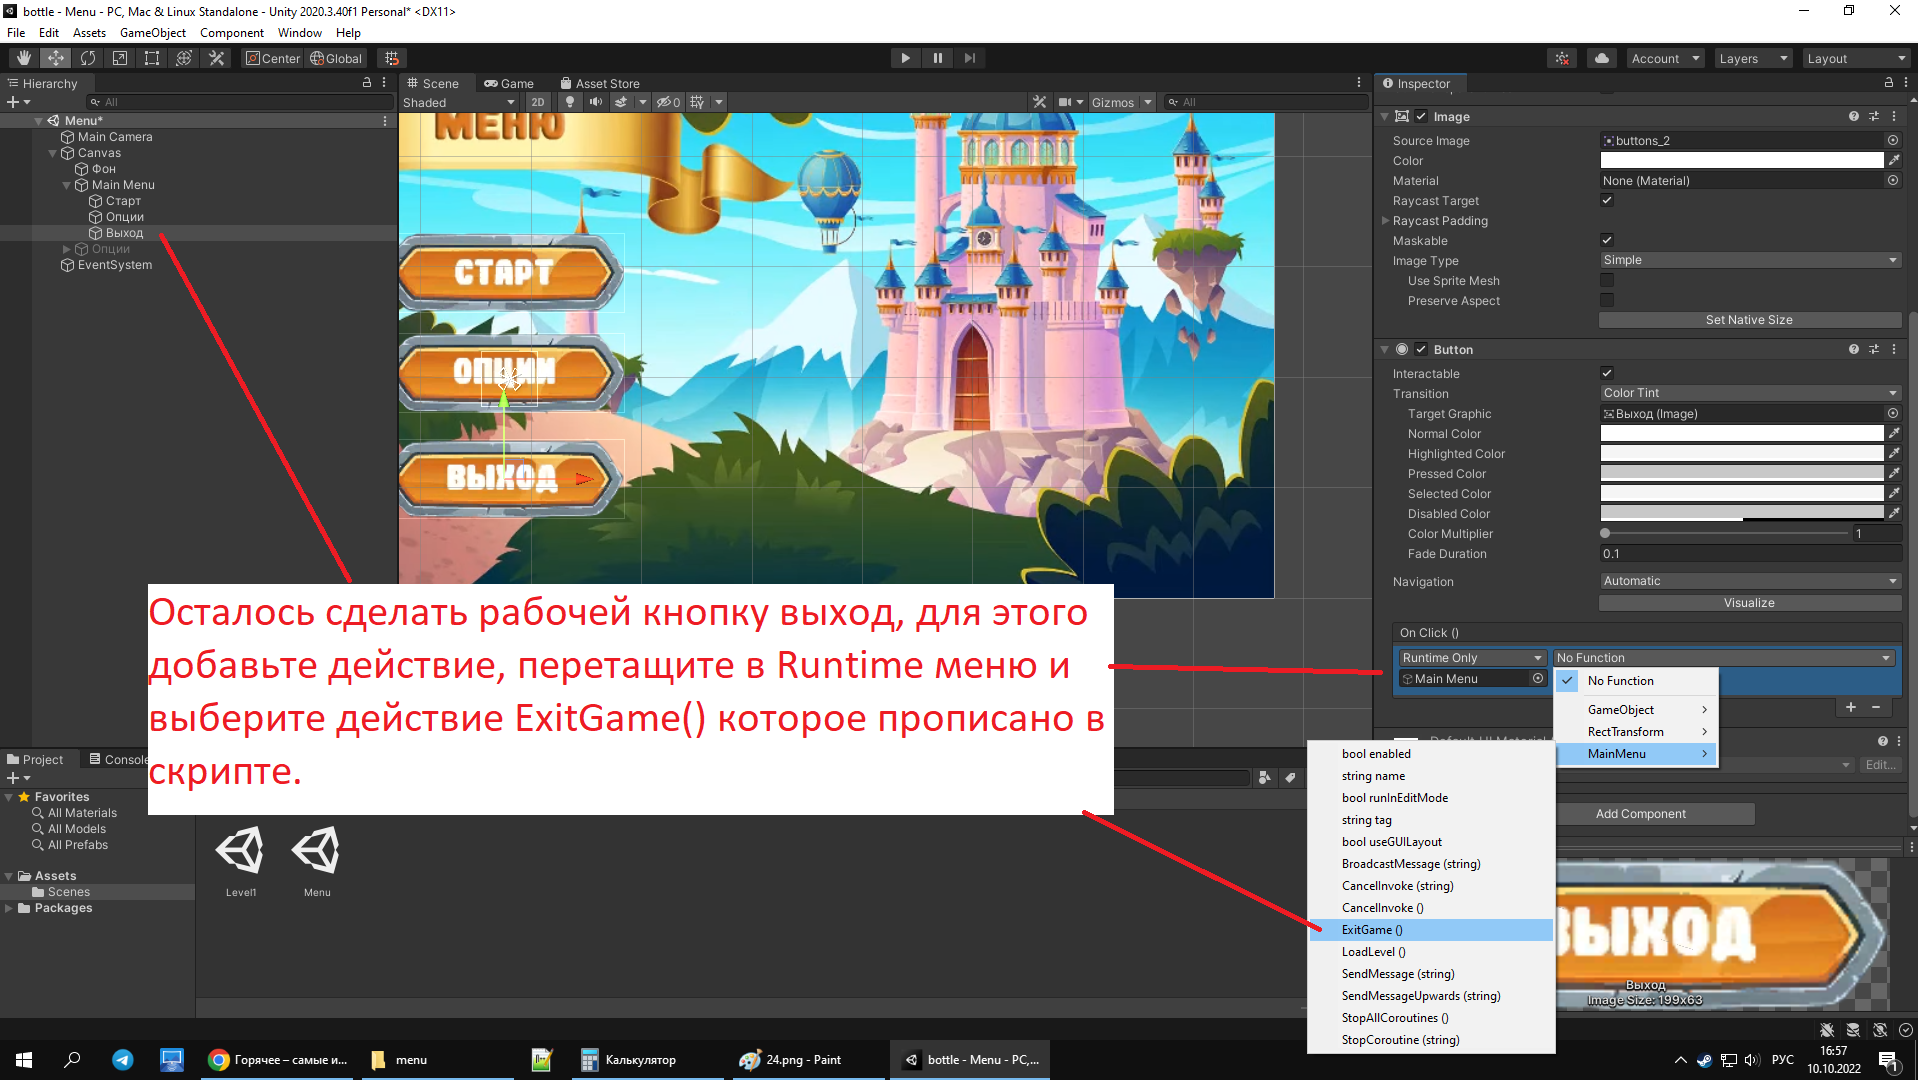 bottle - Menu - PC, Mac & Linux Standalone - Unity 2020.3.40f1 Personal* <DX11>
File Edit Assets GameObject Component Window Help
Center Global Account Layers Layout
Hierarchy
All
Menu*
Main Camera
Canvas
Фон
Main Menu
Старт
Опции
Выход
Опции
EventSystem
Scene Game Asset Store
Shaded 2D 0 Gizmos All
МЕНЮ
СТАРТ
ОПЦИИ
ВЫХОД
Осталось сделать рабочей кнопку выход, для этого
добавьте действие, перетащите в Runtime меню и
выберите действие ExitGame() которое прописано в
скрипте.
Inspector
Image
Source Image buttons_2
Color
Material None (Material)
Raycast Target
Raycast Padding
Maskable
Image Type Simple
Use Sprite Mesh
Preserve Aspect
Set Native Size
Button
Interactable
Transition Color Tint
Target Graphic Выход (Image)
Normal Color
Highlighted Color
Pressed Color
Selected Color
Disabled Color
Color Multiplier 1
Fade Duration 0.1
Navigation Automatic
Visualize
On Click ()
Runtime Only No Function
Main Menu
No Function
GameObject
RectTransform
MainMenu
Edit...
Add Component
bool enabled
string name
bool runInEditMode
string tag
bool useGUILayout
BroadcastMessage (string)
CancelInvoke (string)
CancelInvoke ()
ExitGame ()
LoadLevel ()
SendMessage (string)
SendMessageUpwards (string)
StopAllCoroutines ()
StopCoroutine (string)
ВЫХОД
Выход
Image Size: 199x63
Project Console
Favorites
All Materials
All Models
All Prefabs
Assets
Scenes
Packages
Level1 Menu
Горячее – самые и... menu Калькулятор 24.png - Paint bottle - Menu - PC,...
РУС 16:57
10.10.2022
1